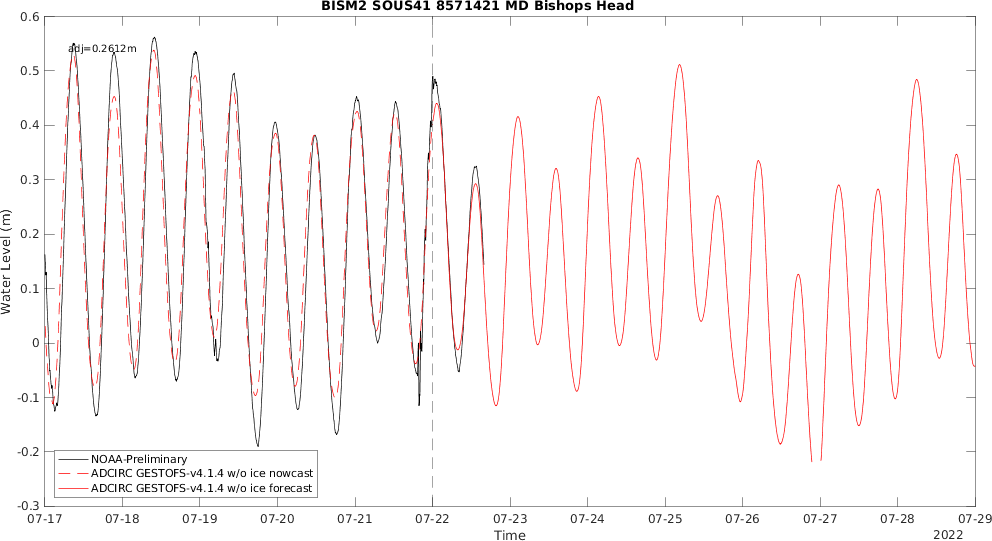 BISM2 SOUS41 8571421 MD Bishops Head
adj=0.2612m
Water Level (m)
0.6
0.5
0.4
0.3
0.2
0.1
0
-0.1
-0.2
-0.3
NOAA-Preliminary
ADCIRC GESTOFS-v4.1.4 w/o ice nowcast
ADCIRC GESTOFS-v4.1.4 w/o ice forecast
07-17 07-18 07-19 07-20 07-21 07-22 07-23 07-24 07-25 07-26 07-27 07-28 07-29
Time
2022